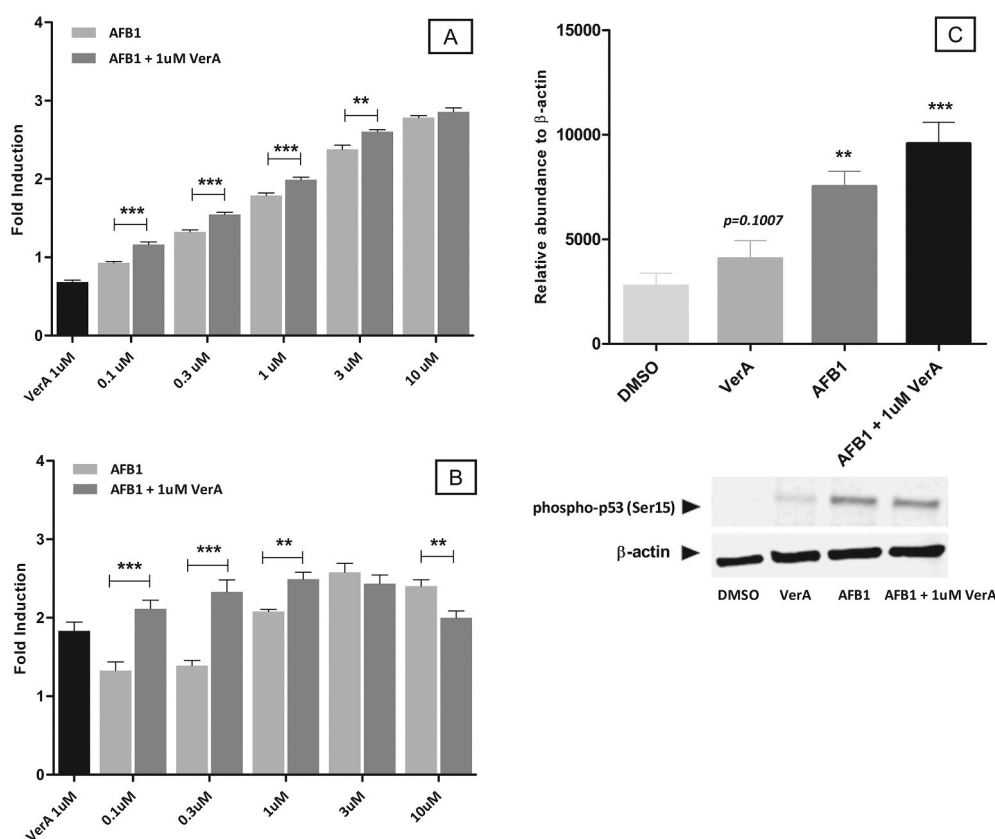 A
AFB1
AFB1 + 1uM VerA
Fold Induction
4
3
2
1
0
***
***
***
**
VerA 1uM
0.1 uM
0.3 uM
1 uM
3 uM
10 uM
B
AFB1
AFB1 + 1uM VerA
Fold Induction
4
3
2
1
0
***
***
**
**
VerA 1uM
0.1uM
0.3uM
1uM
3uM
10uM
C
Relative abundance to β-actin
15000
10000
5000
0
p=0.1007
**
***
DMSO
VerA
AFB1
AFB1 + 1uM VerA
phospho-p53 (Ser15)
β-actin
DMSO VerA AFB1 AFB1 + 1uM VerA